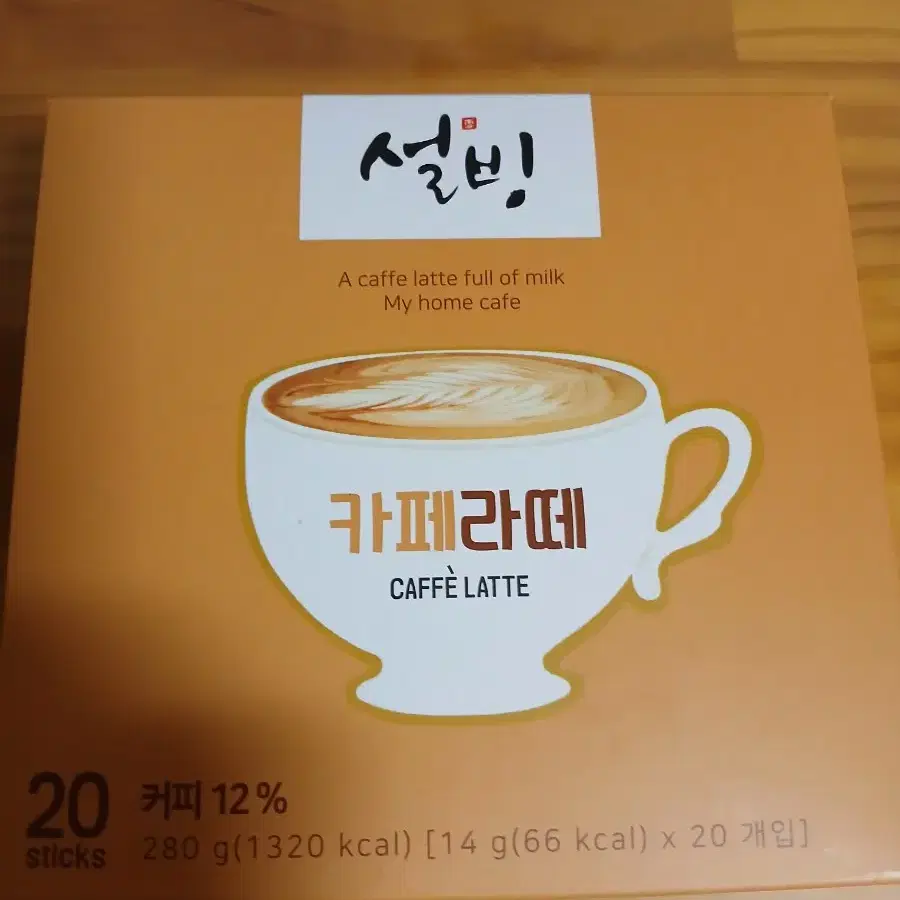 설빙
A caffe latte full of milk
My home cafe
카페라떼
CAFFÈ LATTE
20
sticks
커피 12%
280 g(1320 kcal) [14 g(66 kcal) x 20 개입]